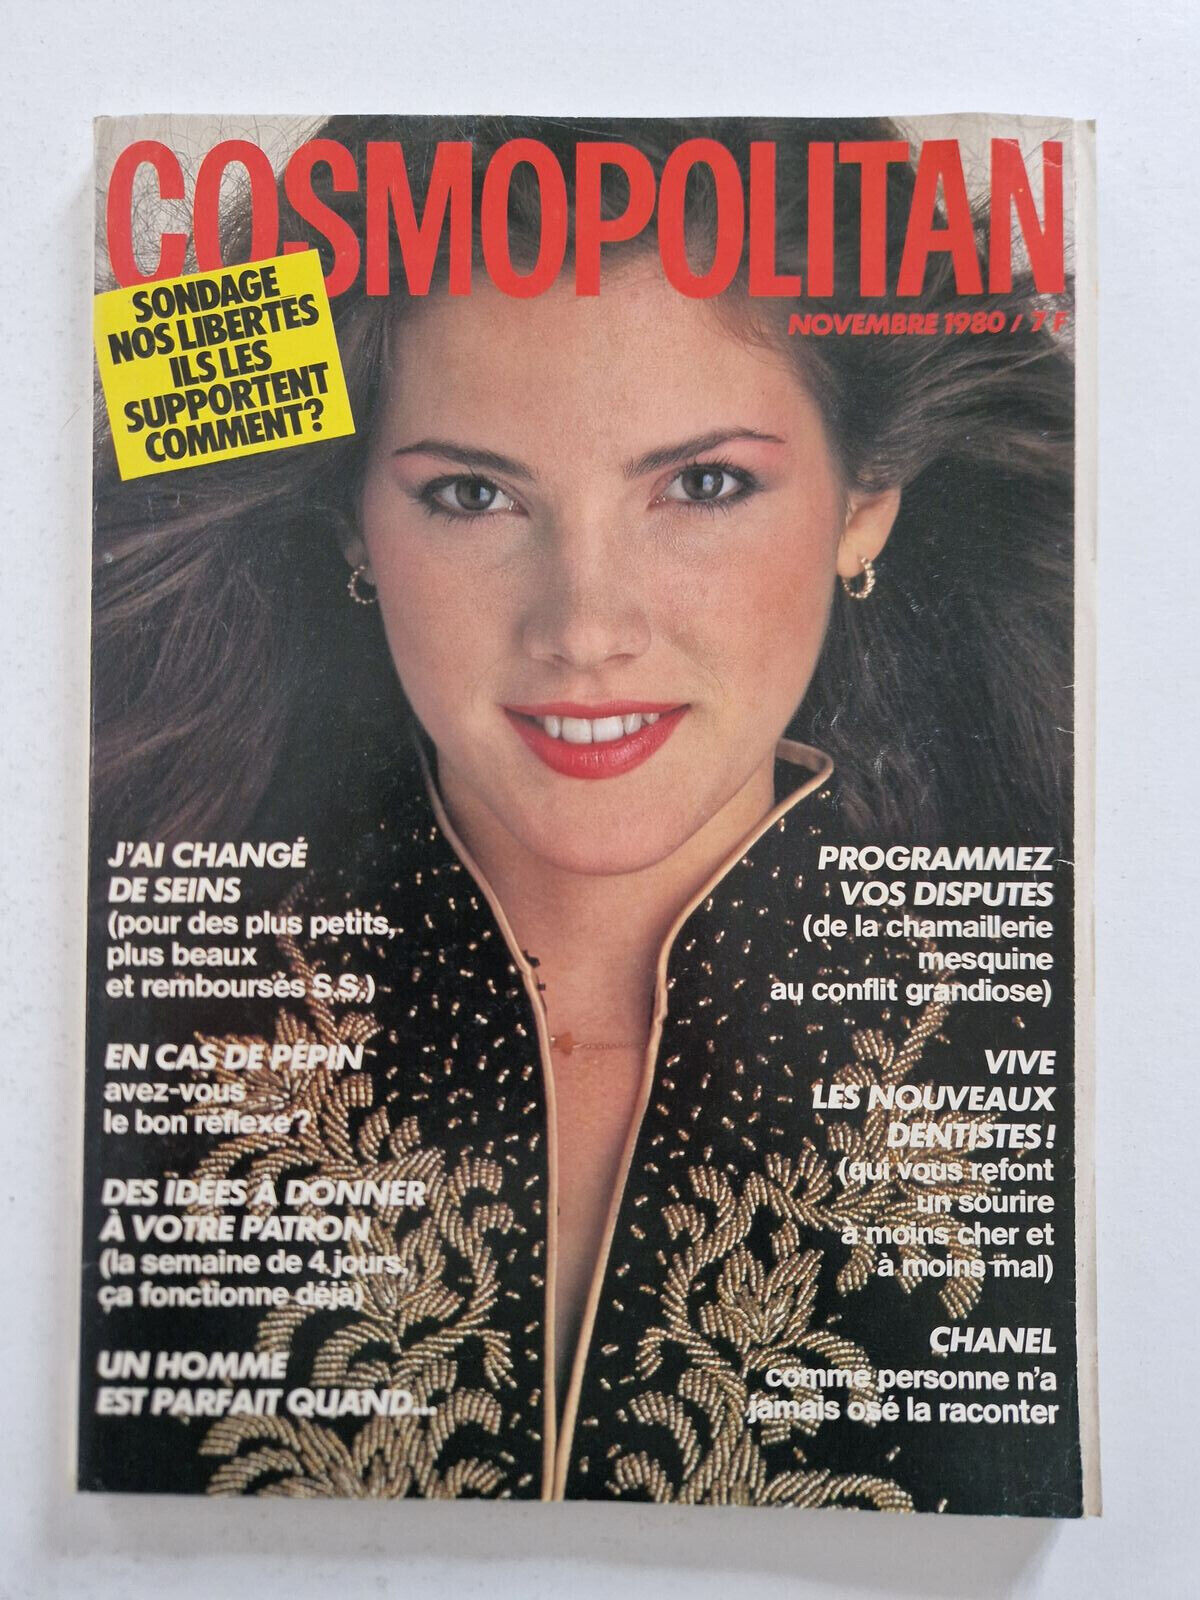 COSMOPOLITAN
NOVEMBRE 1980 / 7 F
SONDAGE
NOS LIBERTÉS
ILS LES
SUPPORTENT
COMMENT?
J'AI CHANGÉ
DE SEINS
(pour des plus petits,
plus beaux
et remboursés S.S.)
EN CAS DE PÉPIN
avez-vous
le bon réflexe?
DES IDÉES À DONNER
À VOTRE PATRON
(la semaine de 4 jours,
ça fonctionne déjà)
UN HOMME
EST PARFAIT QUAND...
PROGRAMMEZ
VOS DISPUTES
(de la chamaillerie
mesquine
au conflit grandiose)
VIVE
LES NOUVEAUX
DENTISTES!
(qui vous refont
un sourire
à moins cher et
à moins mal)
CHANEL
comme personne n'a
jamais osé la raconter